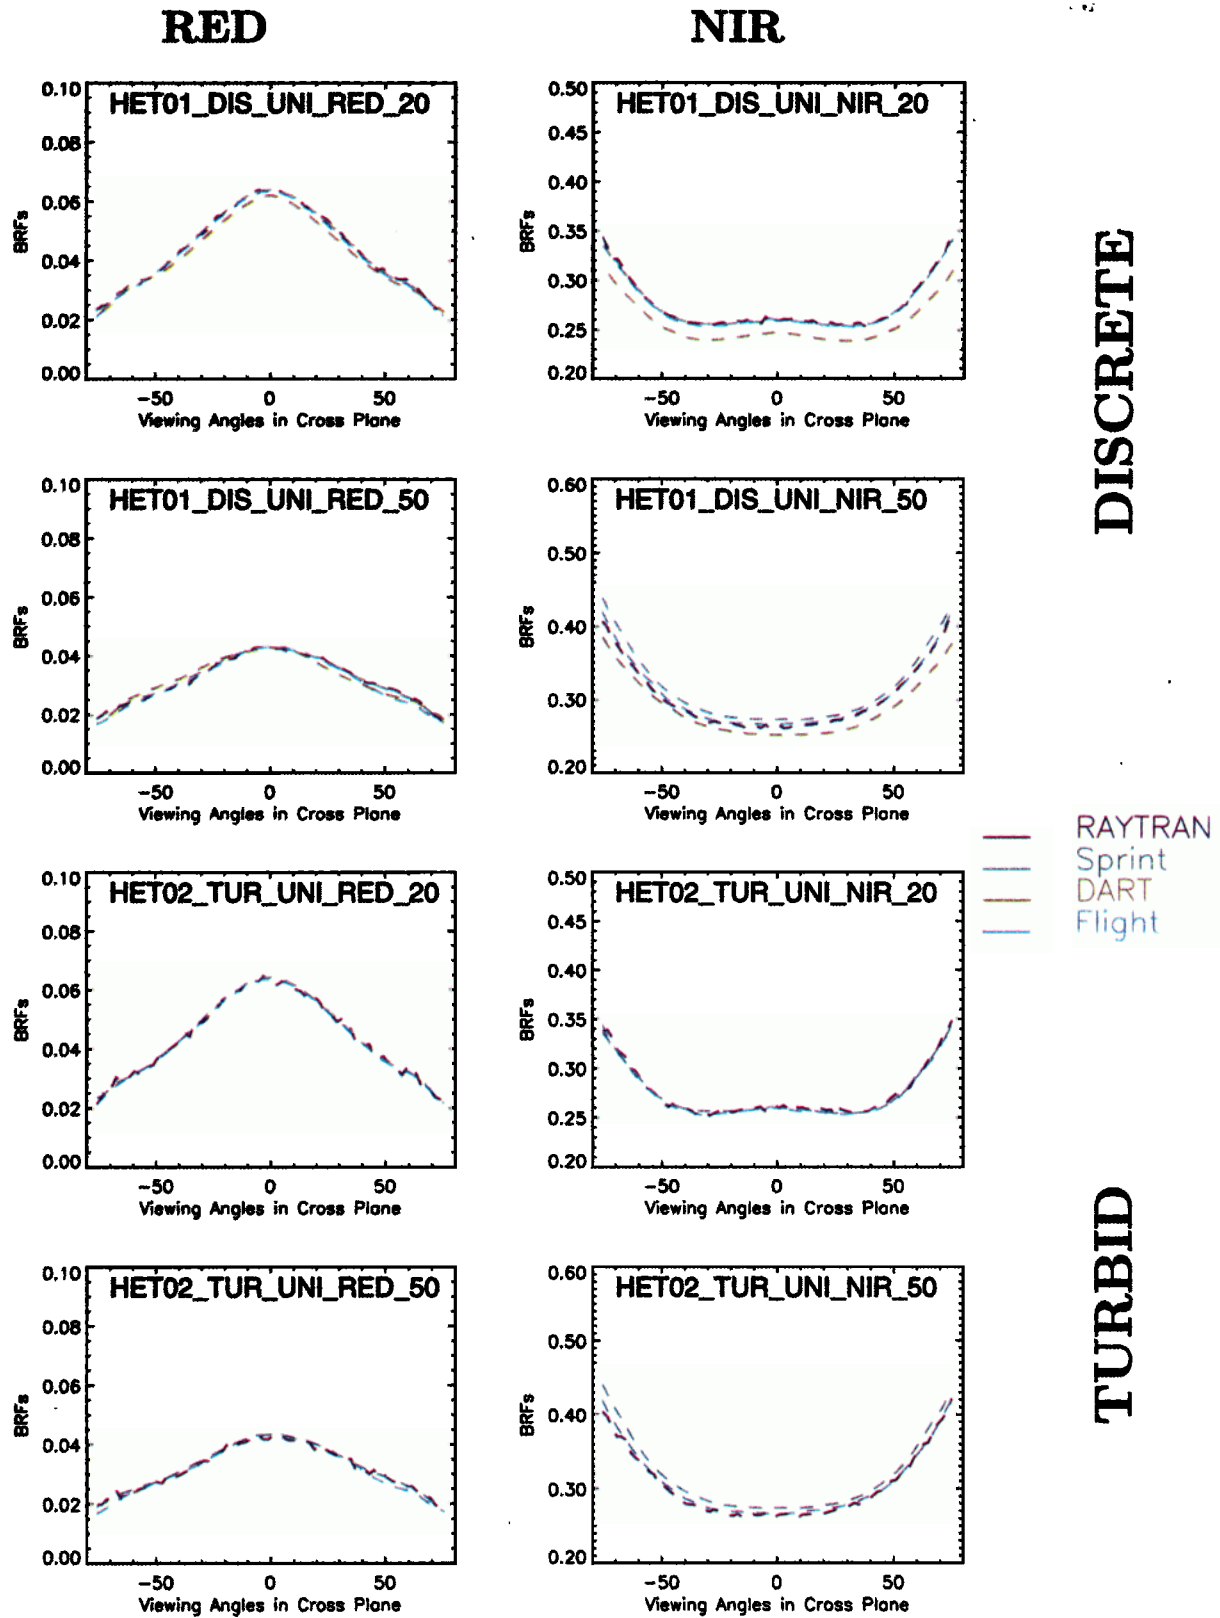 RED
NIR
HET01_DIS_UNI_RED_20
0.10
0.08
0.06
0.04
0.02
0.00
BRFs
-50 0 50
Viewing Angles in Cross Plane
HET01_DIS_UNI_NIR_20
0.50
0.45
0.40
0.35
0.30
0.25
0.20
BRFs
-50 0 50
Viewing Angles in Cross Plane
DISCRETE
HET01_DIS_UNI_RED_50
0.10
0.08
0.06
0.04
0.02
0.00
BRFs
-50 0 50
Viewing Angles in Cross Plane
HET01_DIS_UNI_NIR_50
0.60
0.50
0.40
0.30
0.20
BRFs
-50 0 50
Viewing Angles in Cross Plane
RAYTRAN
Sprint
DART
Flight
HET02_TUR_UNI_RED_20
0.10
0.08
0.06
0.04
0.02
0.00
BRFs
-50 0 50
Viewing Angles in Cross Plane
HET02_TUR_UNI_NIR_20
0.50
0.45
0.40
0.35
0.30
0.25
0.20
BRFs
-50 0 50
Viewing Angles in Cross Plane
TURBID
HET02_TUR_UNI_RED_50
0.10
0.08
0.06
0.04
0.02
0.00
BRFs
-50 0 50
Viewing Angles in Cross Plane
HET02_TUR_UNI_NIR_50
0.60
0.50
0.40
0.30
0.20
BRFs
-50 0 50
Viewing Angles in Cross Plane